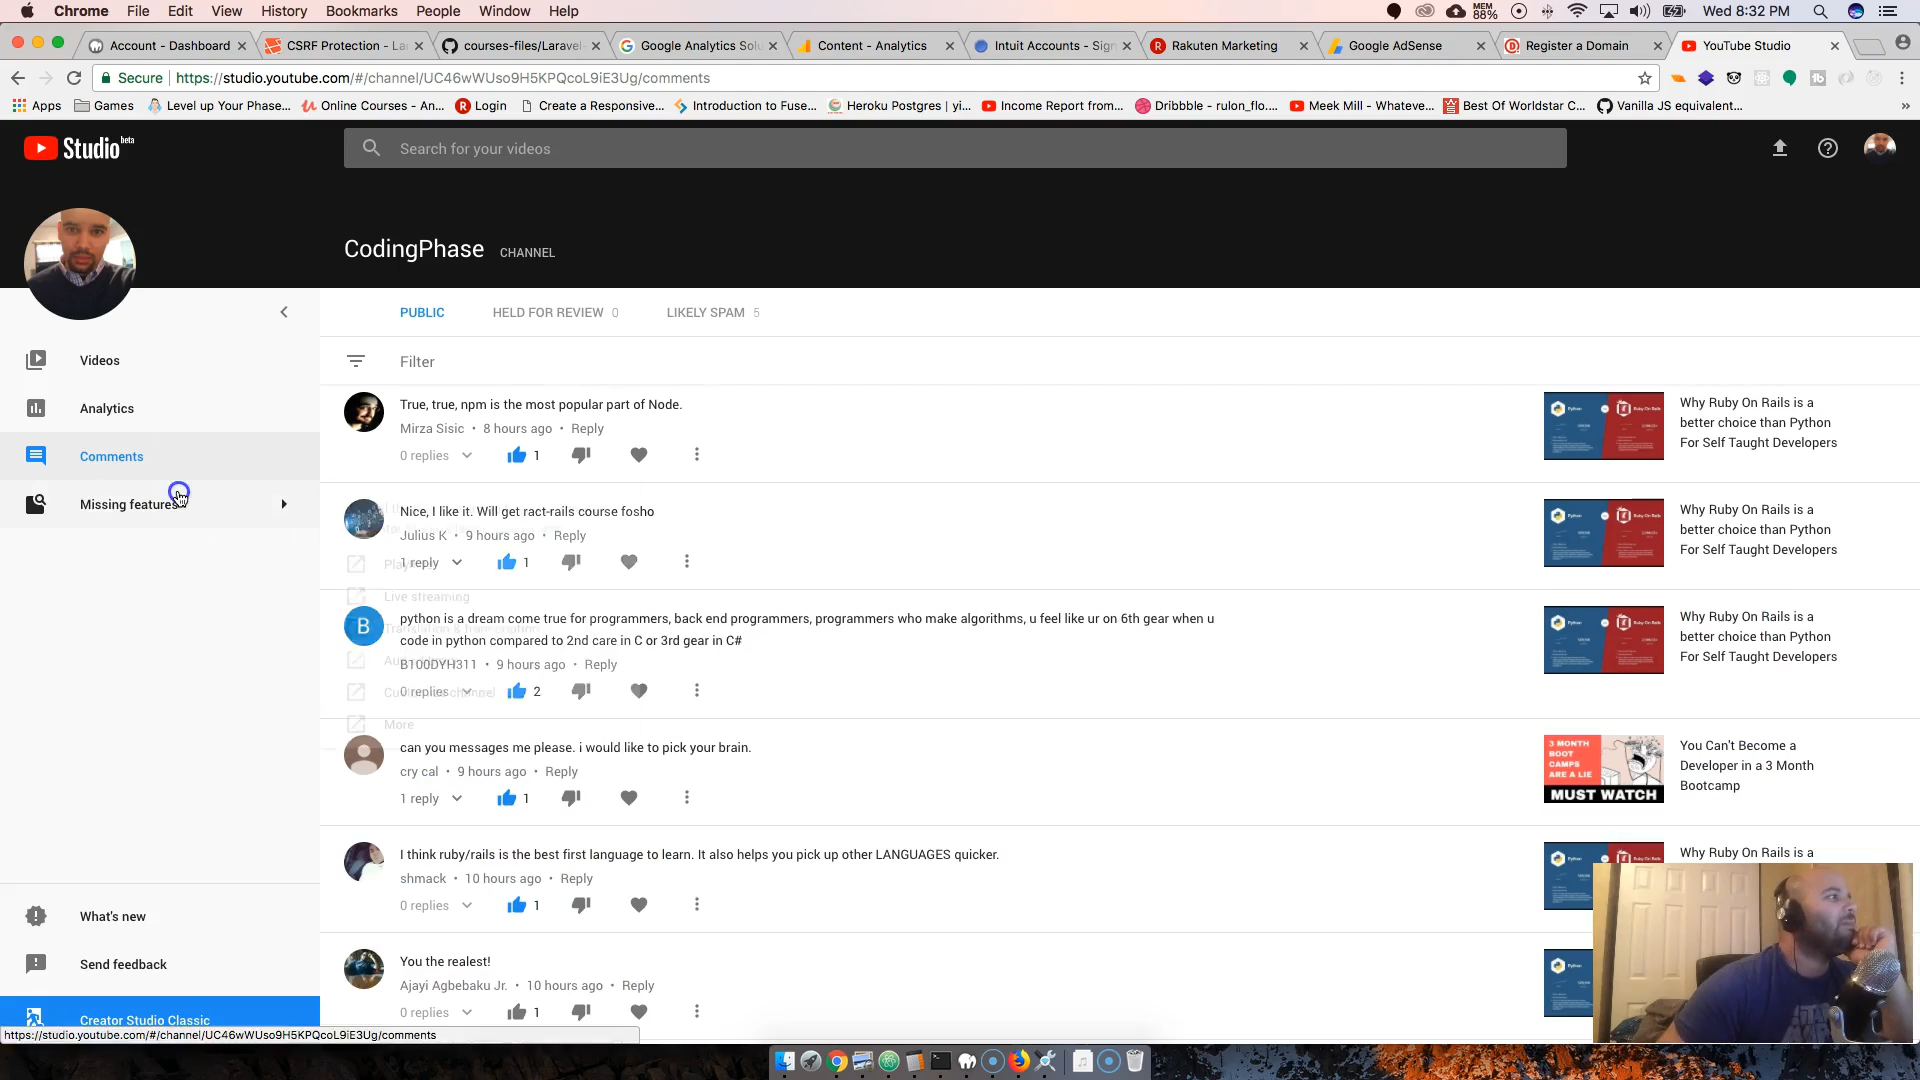 Chrome File Edit View History Bookmarks People Window Help MEM 88% Wed 8:32 PM
Account - Dashboard CSRF Protection - La courses-files/Laravel- Google Analytics Solu Content - Analytics Intuit Accounts - Sign Rakuten Marketing Google AdSense Register a Domain YouTube Studio
Secure https://studio.youtube.com/#/channel/UC46wWUso9H5KPQcoL9iE3Ug/comments
Apps Games Level up Your Phase... Online Courses - An... Login Create a Responsive... Introduction to Fuse... Heroku Postgres | yi... Income Report from... Dribbble - rulon_flo.... Meek Mill - Whateve... Best Of Worldstar C... Vanilla JS equivalent...
Studio beta
Search for your videos
CodingPhase CHANNEL
PUBLIC HELD FOR REVIEW 0 LIKELY SPAM 5
Filter
Videos
Analytics
Comments
Missing features
What's new
Send feedback
Creator Studio Classic
https://studio.youtube.com/#/channel/UC46wWUso9H5KPQcoL9iE3Ug/comments
True, true, npm is the most popular part of Node.
Mirza Sisic • 8 hours ago • Reply
0 replies 1
Why Ruby On Rails is a
better choice than Python
For Self Taught Developers
Nice, I like it. Will get ract-rails course fosho
Julius K • 9 hours ago • Reply
1 reply 1
Why Ruby On Rails is a
better choice than Python
For Self Taught Developers
Live streaming
python is a dream come true for programmers, back end programmers, programmers who make algorithms, u feel like ur on 6th gear when u
code in python compared to 2nd care in C or 3rd gear in C#
B100DYH311 • 9 hours ago • Reply
0 replies 2
Why Ruby On Rails is a
better choice than Python
For Self Taught Developers
More
can you messages me please. i would like to pick your brain.
cry cal • 9 hours ago • Reply
1 reply 1
3 MONTH
BOOT
CAMPS
ARE A LIE
MUST WATCH
You Can't Become a
Developer in a 3 Month
Bootcamp
I think ruby/rails is the best first language to learn. It also helps you pick up other LANGUAGES quicker.
shmack • 10 hours ago • Reply
0 replies 1
Why Ruby On Rails is a
You the realest!
Ajayi Agbebaku Jr. • 10 hours ago • Reply
0 replies 1